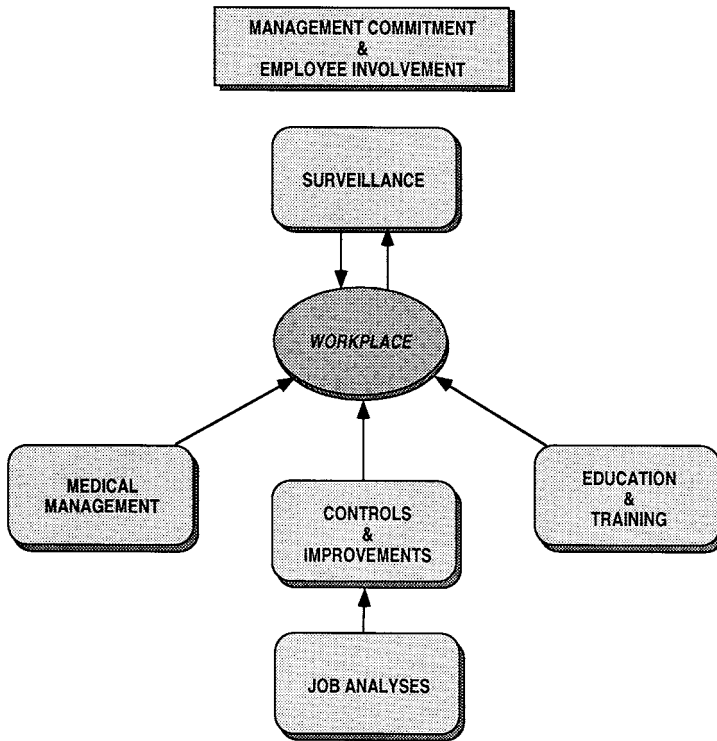 MANAGEMENT COMMITMENT
&
EMPLOYEE INVOLVEMENT
SURVEILLANCE
WORKPLACE
MEDICAL
MANAGEMENT
CONTROLS
&
IMPROVEMENTS
EDUCATION
&
TRAINING
JOB ANALYSES